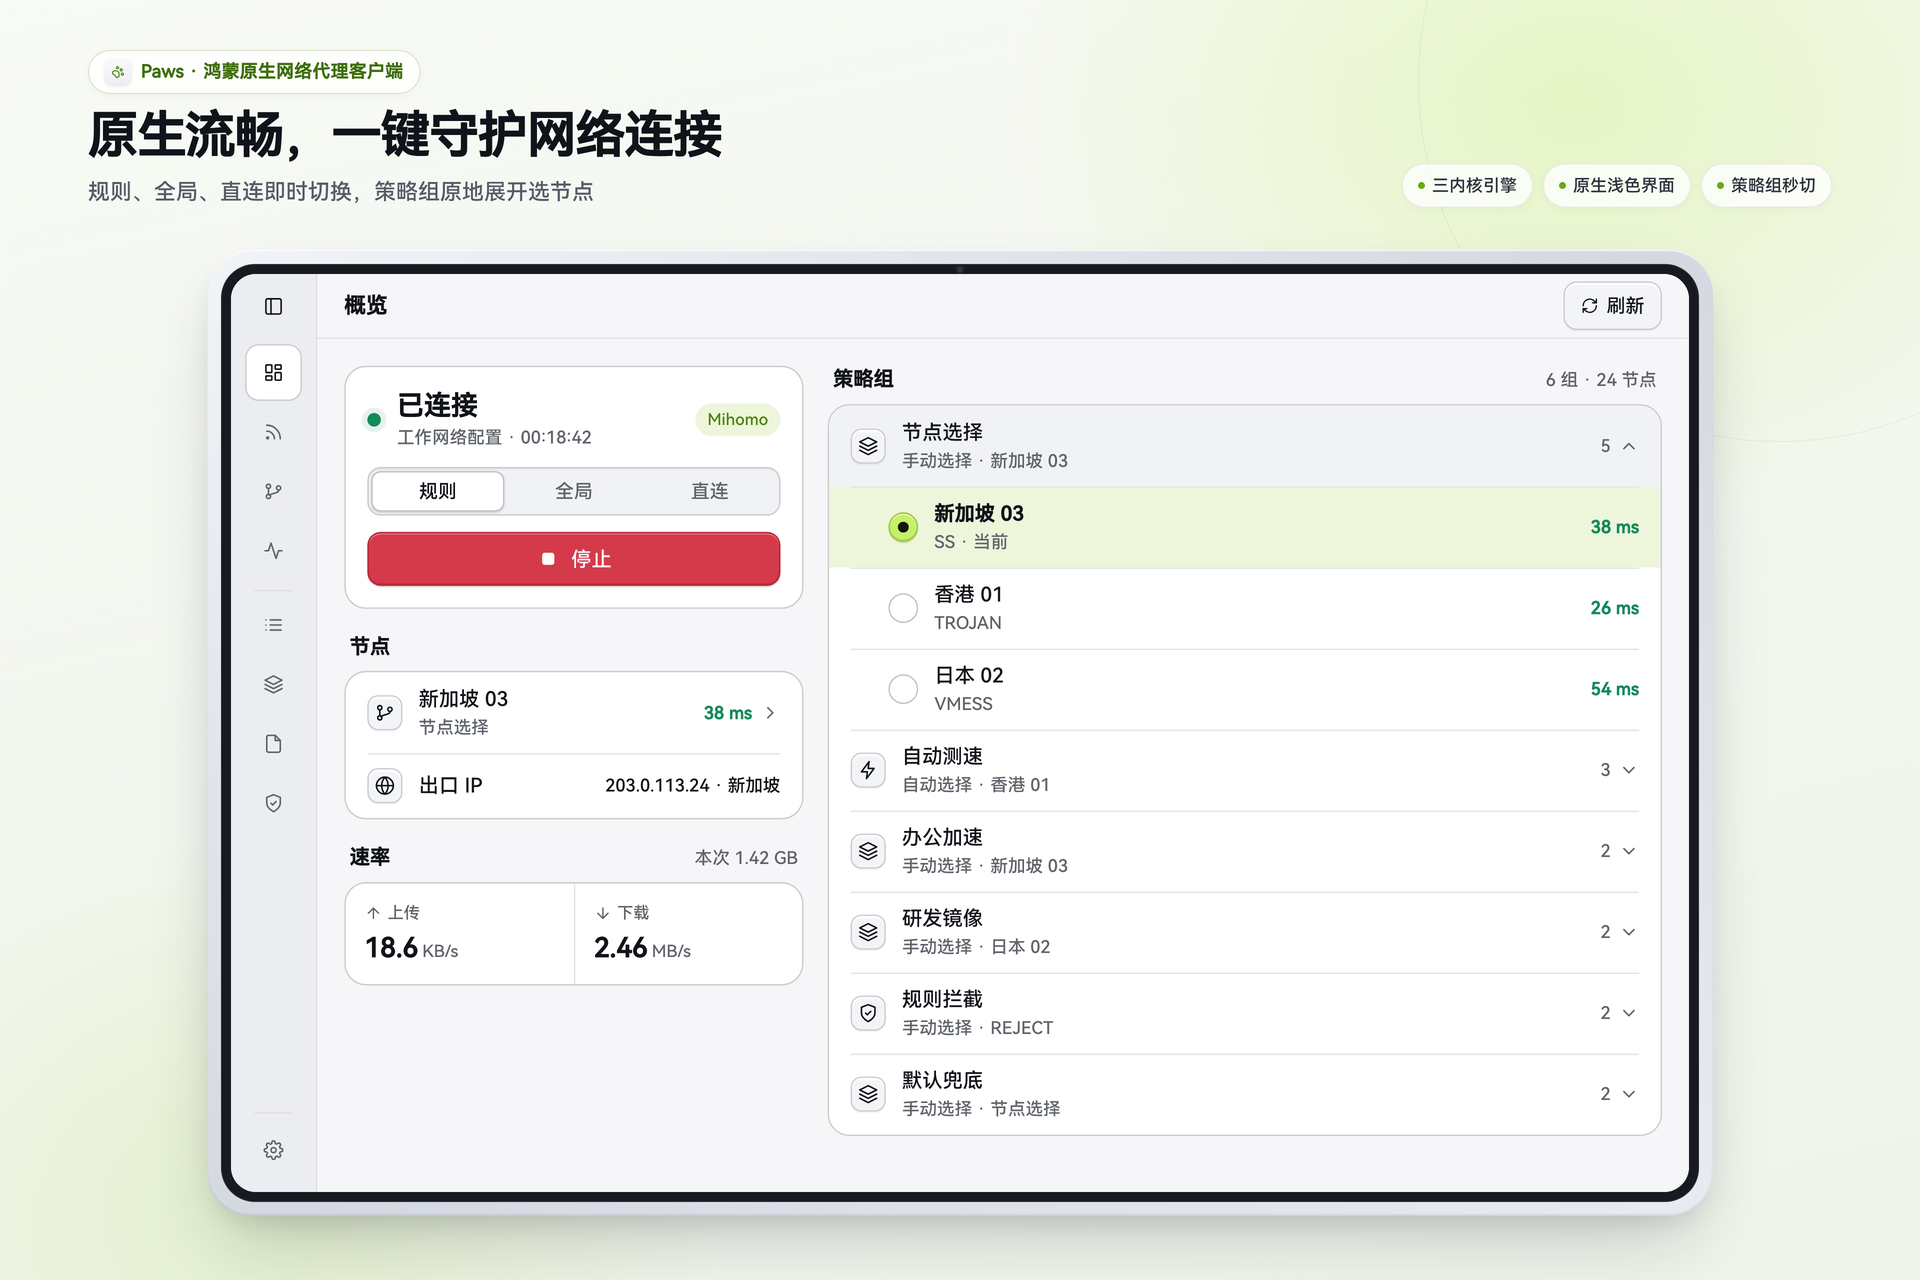 Paws · 鸿蒙原生网络代理客户端
原生流畅，一键守护网络连接
规则、全局、直连即时切换，策略组原地展开选节点
三内核引擎
原生浅色界面
策略组秒切
概览
刷新
已连接
工作网络配置 · 00:18:42
Mihomo
规则
全局
直连
停止
节点
新加坡 03
节点选择
38 ms
出口 IP
203.0.113.24 · 新加坡
速率
本次 1.42 GB
上传
18.6 KB/s
下载
2.46 MB/s
策略组
6 组 · 24 节点
节点选择
手动选择 · 新加坡 03
5
新加坡 03
SS · 当前
38 ms
香港 01
TROJAN
26 ms
日本 02
VMESS
54 ms
自动测速
自动选择 · 香港 01
3
办公加速
手动选择 · 新加坡 03
2
研发镜像
手动选择 · 日本 02
2
规则拦截
手动选择 · REJECT
2
默认兜底
手动选择 · 节点选择
2